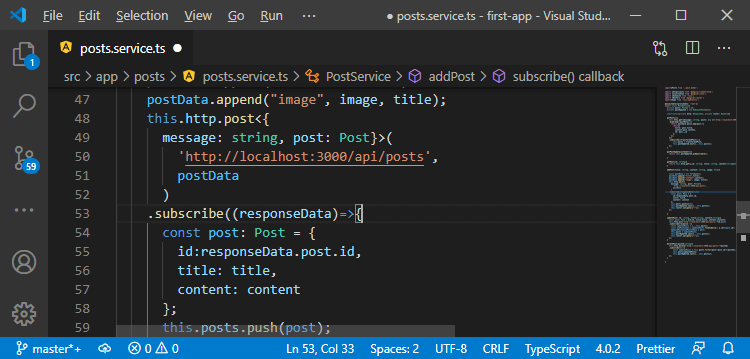 File Edit Selection View ··· ● posts.service.ts - first-app - Visual Stud...
posts.service.ts ●
src > app > posts > posts.service.ts > PostService > addPost > subscribe() callback
1
59
47 postData.append("image", image, title);
48 this.http.post<{
49 message: string, post: Post}>(
50 'http://localhost:3000/api/posts',
51 postData
52 )
53 .subscribe((responseData)=>{
54 const post: Post = {
55 id:responseData.post.id,
56 title: title,
57 content: content
58 };
59 this.posts.push(post);
master*+ 0 0 Ln 53, Col 33 Spaces: 2 UTF-8 CRLF TypeScript 4.0.2 Prettier